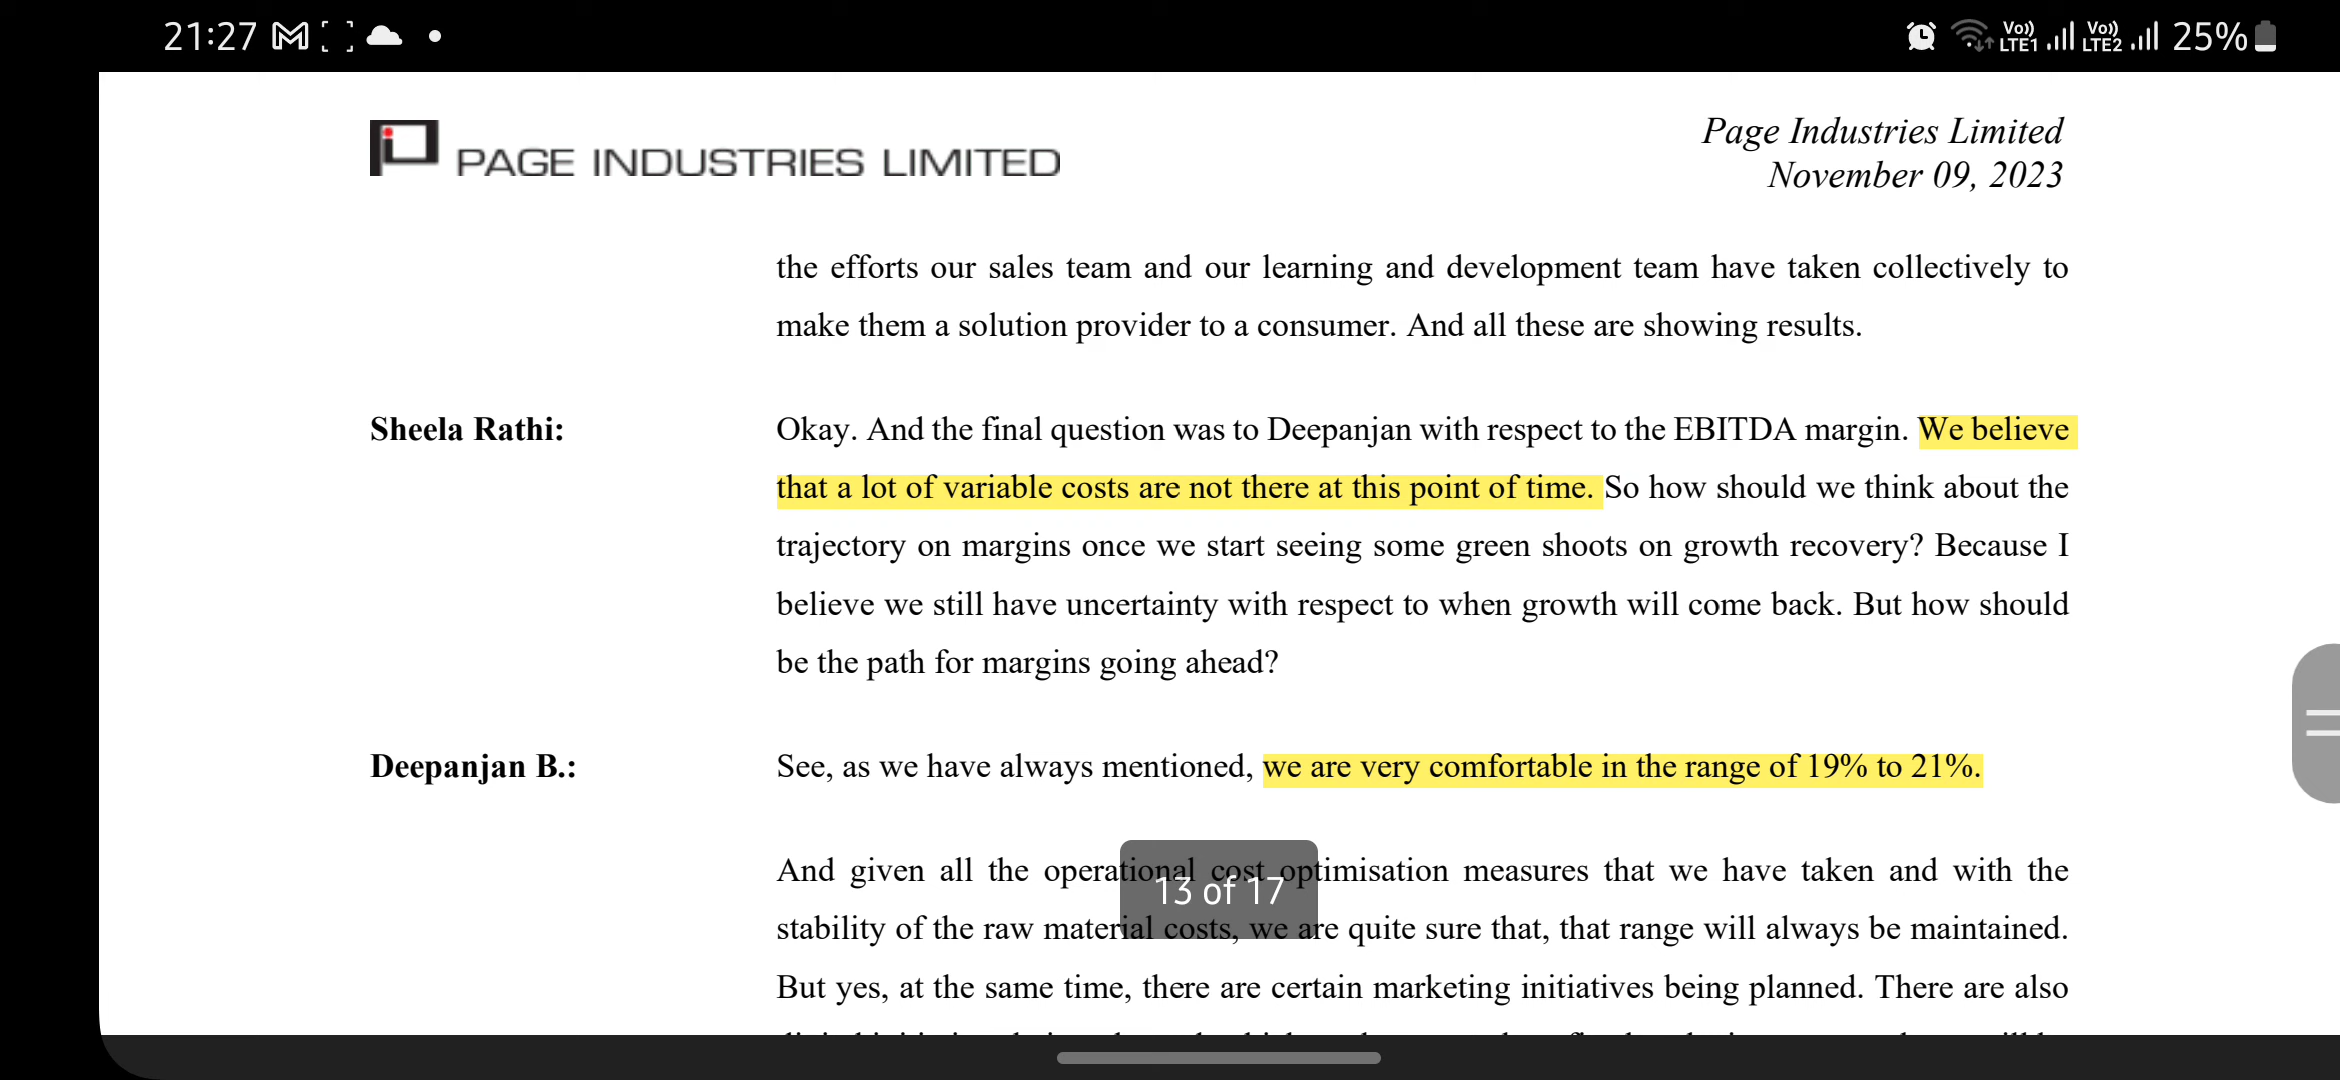 21:27
Vo)) LTE1 Vo)) LTE2 25%
PAGE INDUSTRIES LIMITED
Page Industries Limited
November 09, 2023
the efforts our sales team and our learning and development team have taken collectively to
make them a solution provider to a consumer. And all these are showing results.
Sheela Rathi: Okay. And the final question was to Deepanjan with respect to the EBITDA margin. We believe
that a lot of variable costs are not there at this point of time. So how should we think about the
trajectory on margins once we start seeing some green shoots on growth recovery? Because I
believe we still have uncertainty with respect to when growth will come back. But how should
be the path for margins going ahead?
Deepanjan B.: See, as we have always mentioned, we are very comfortable in the range of 19% to 21%.
And given all the operational cost optimisation measures that we have taken and with the
13 of 17
stability of the raw material costs, we are quite sure that, that range will always be maintained.
But yes, at the same time, there are certain marketing initiatives being planned. There are also